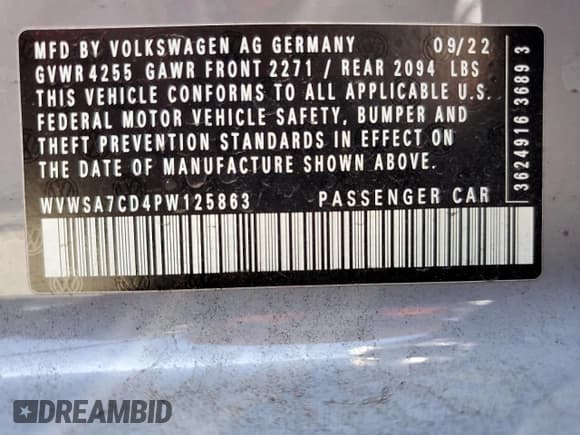 MFD BY VOLKSWAGEN AG GERMANY 09/22
GVWR 4255 GAWR FRONT 2271 / REAR 2094 LBS
THIS VEHICLE CONFORMS TO ALL APPLICABLE U.S.
FEDERAL MOTOR VEHICLE SAFETY, BUMPER AND
THEFT PREVENTION STANDARDS IN EFFECT ON
THE DATE OF MANUFACTURE SHOWN ABOVE.
WVWSA7CD4PW125863 PASSENGER CAR
3624916 36893
DREAMBID